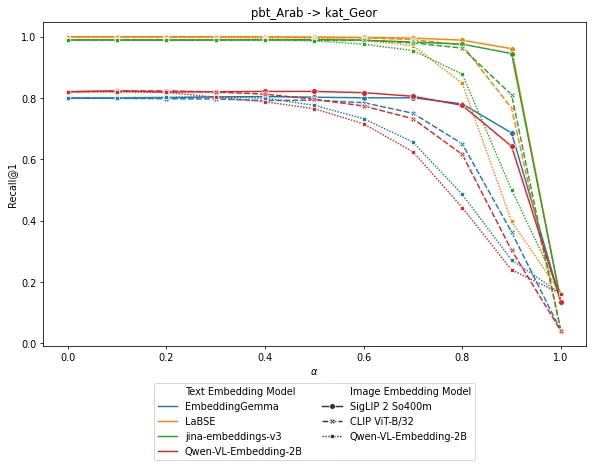 pbt_Arab -> kat_Geor
1.0
0.8
0.6
0.4
0.2
0.0
Recall@1
0.0 0.2 0.4 0.6 0.8 1.0
α
Text Embedding Model Image Embedding Model
EmbeddingGemma SigLIP 2 So400m
LaBSE CLIP ViT-B/32
jina-embeddings-v3 Qwen-VL-Embedding-2B
Qwen-VL-Embedding-2B